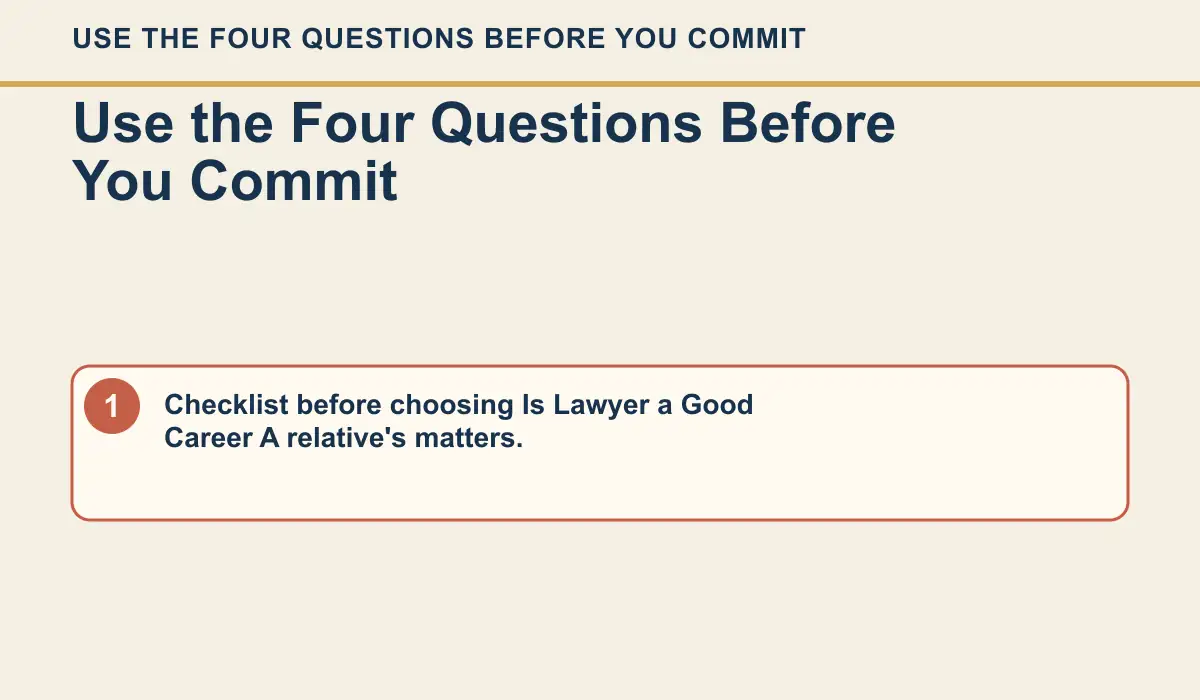 USE THE FOUR QUESTIONS BEFORE YOU COMMIT
Use the Four Questions Before
You Commit
1
Checklist before choosing Is Lawyer a Good
Career A relative's matters.